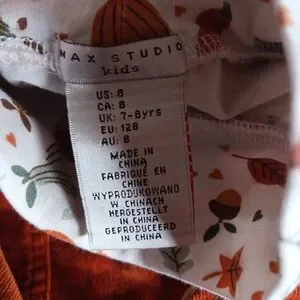 MAX STUDIO
kids
US: 8
CA: 8
UK: 7-8yrs
EU: 128
AU: 8
MADE IN
CHINA
FABRIQUÉ EN
CHINE
WYPRODUKOWANO
W CHINACH
HERGESTELLT
IN CHINA
GEPRODUCEERD
IN CHINA